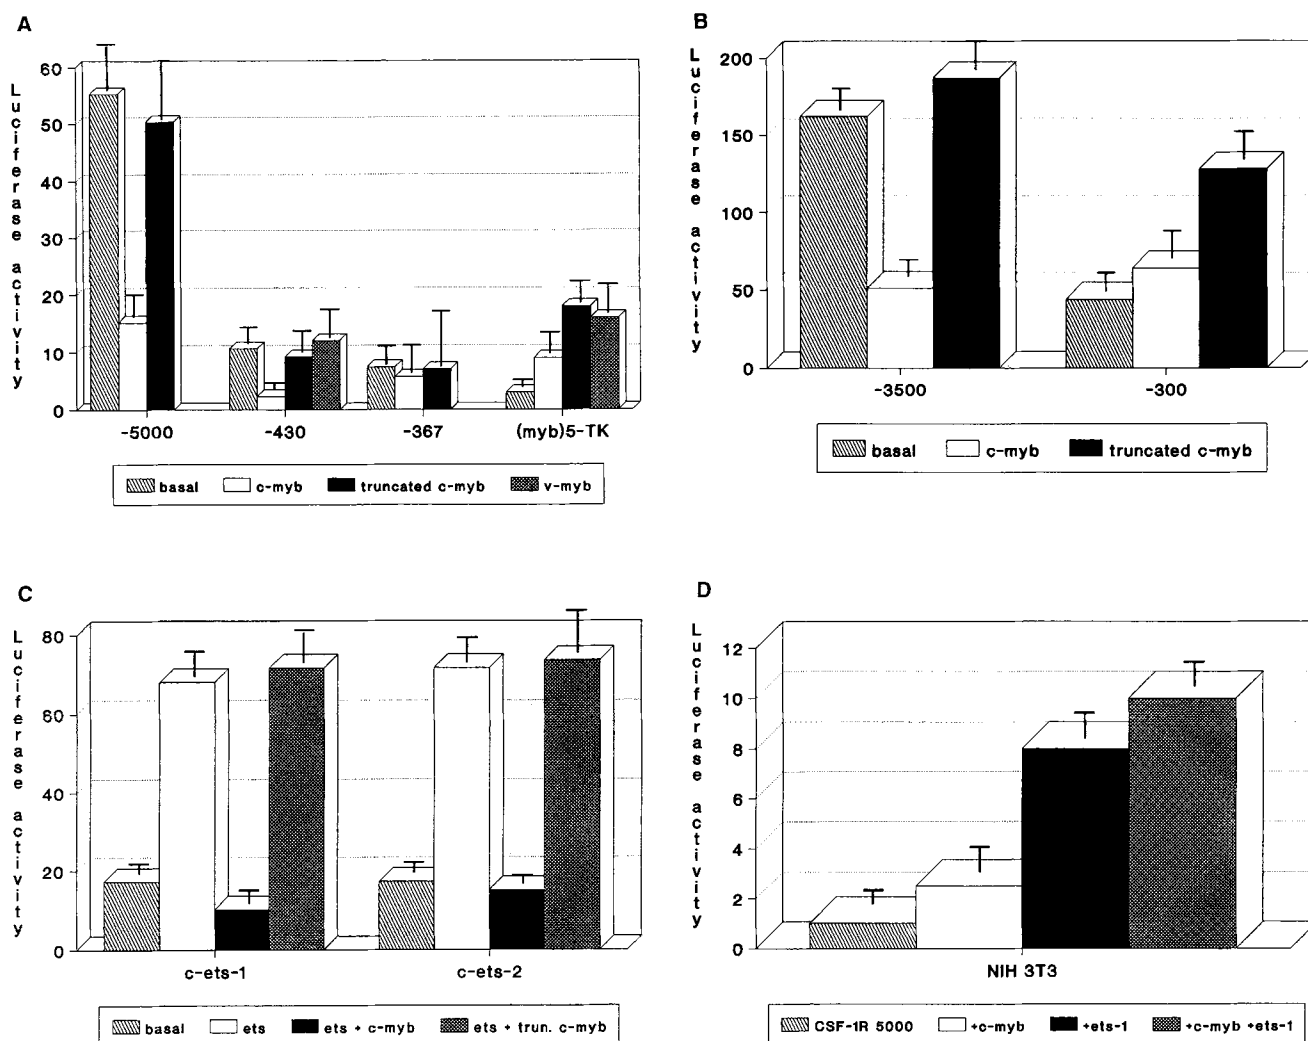 A
Luciferase activity
60
50
40
30
20
10
0
-5000
-430
-367
(myb)5-TK
basal
c-myb
truncated c-myb
v-myb
B
Luciferase activity
200
150
100
50
0
-3500
-300
basal
c-myb
truncated c-myb
C
Luciferase activity
80
60
40
20
0
c-ets-1
c-ets-2
basal
ets
ets + c-myb
ets + trun. c-myb
D
Luciferase activity
12
10
8
6
4
2
0
NIH 3T3
CSF-1R 5000
+c-myb
+ets-1
+c-myb +ets-1